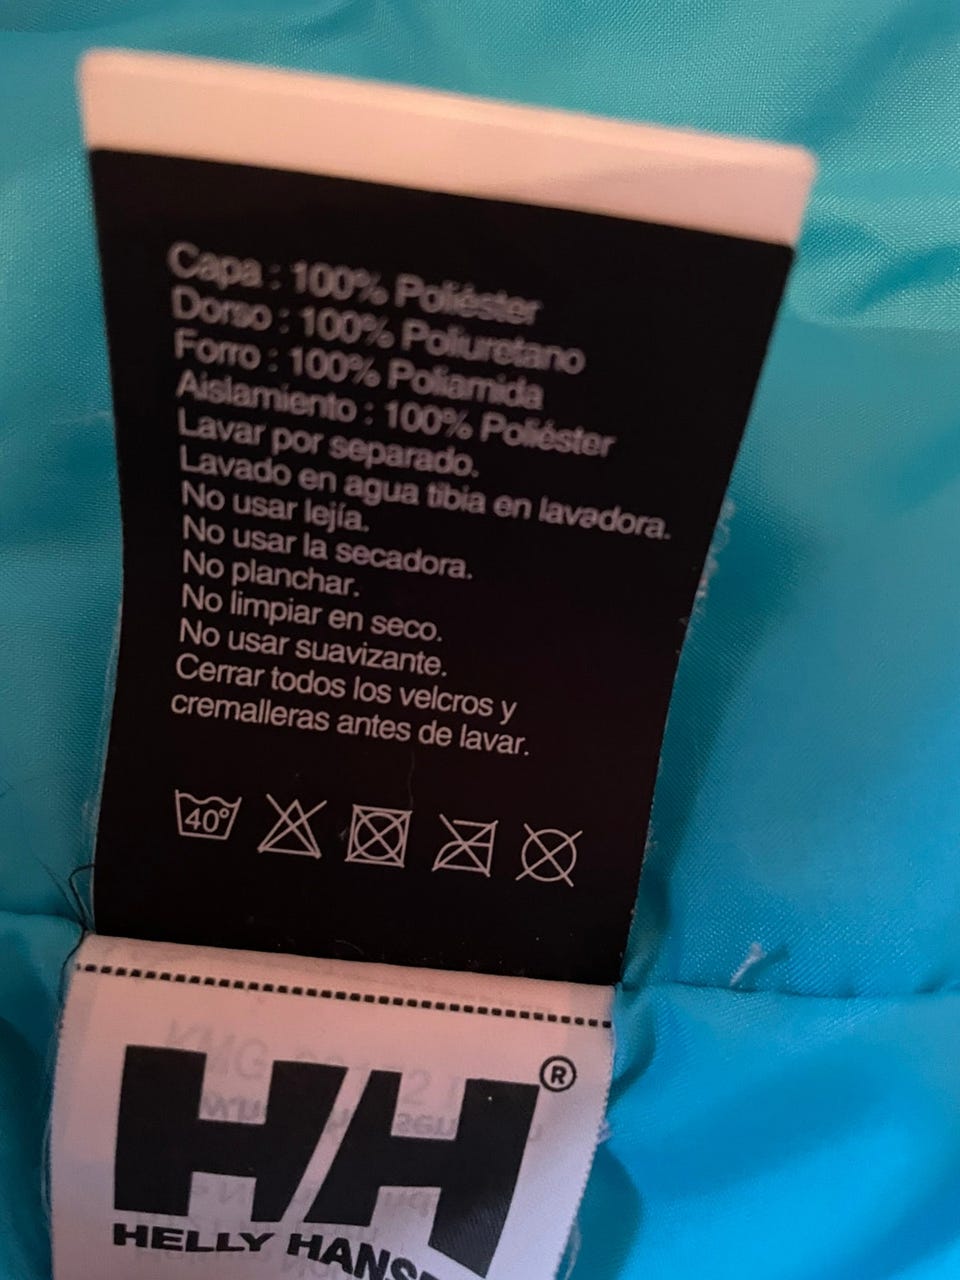 Capa : 100% Poliéster
Dorso : 100% Poliuretano
Forro : 100% Poliamida
Aislamiento : 100% Poliéster
Lavar por separado.
Lavado en agua tibia en lavadora.
No usar lejía.
No usar la secadora.
No planchar.
No limpiar en seco.
No usar suavizante.
Cerrar todos los velcros y
cremalleras antes de lavar.
40°
HH ®
HELLY HANS